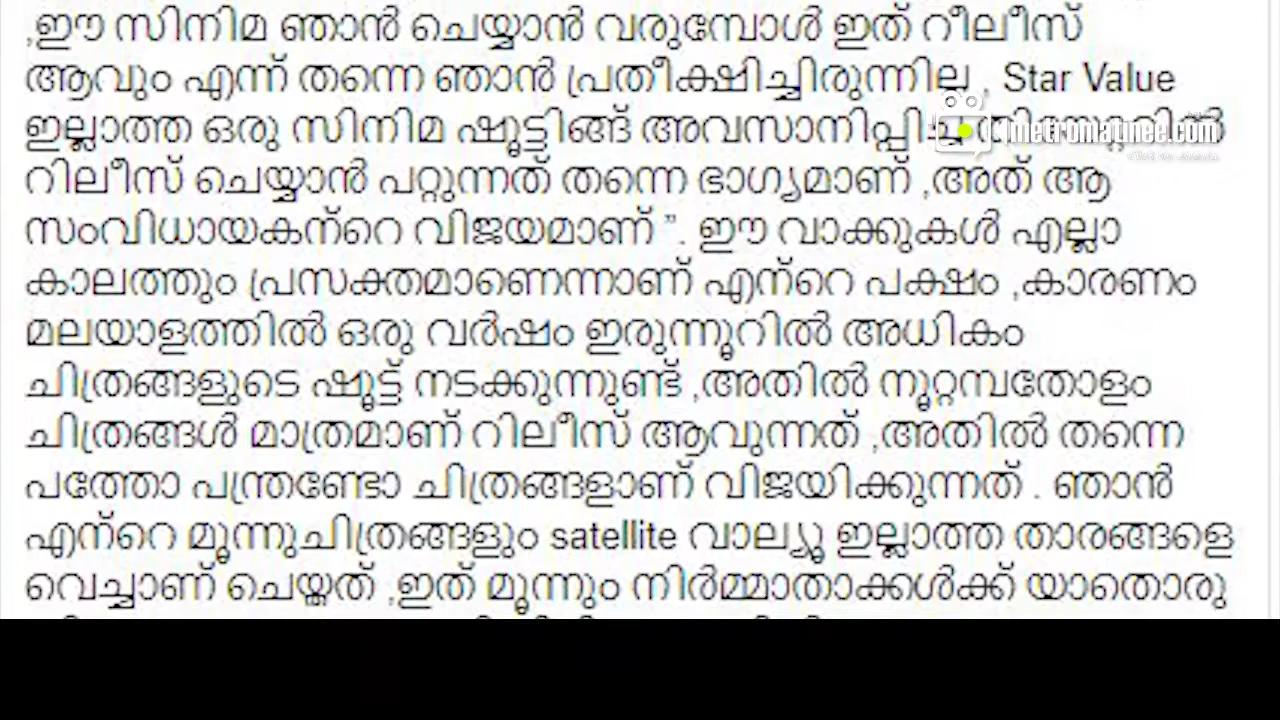 ,ഈ സിനിമ ഞാൻ ചെയ്യാൻ വരുമ്പോൾ ഇത് റീലീസ്
ആവും എന്ന് തന്നെ ഞാൻ പ്രതീക്ഷിച്ചിരുന്നില്ല , Star Value
ഇല്ലാത്ത ഒരു സിനിമ ഷൂട്ടിങ്ങ് അവസാനിപ്പിച്ച്
metromatinee.com
റിലീസ് ചെയ്യാൻ പറ്റുന്നത് തന്നെ ഭാഗ്യമാണ് ,അത് ആ
സംവിധായകന്റെ വിജയമാണ് ”. ഈ വാക്കുകൾ എല്ലാ
കാലത്തും പ്രസക്തമാണെന്നാണ് എന്റെ പക്ഷം ,കാരണം
മലയാളത്തിൽ ഒരു വർഷം ഇരുന്നൂറിൽ അധികം
ചിത്രങ്ങളുടെ ഷൂട്ട് നടക്കുന്നുണ്ട് ,അതിൽ നൂറ്റമ്പതോളം
ചിത്രങ്ങൾ മാത്രമാണ് റിലീസ് ആവുന്നത് ,അതിൽ തന്നെ
പത്തോ പന്ത്രണ്ടോ ചിത്രങ്ങളാണ് വിജയിക്കുന്നത് . ഞാൻ
എന്റെ മൂന്നുചിത്രങ്ങളും satellite വാല്യൂ ഇല്ലാത്ത താരങ്ങളെ
വെച്ചാണ് ചെയ്തത് ,ഇത് മൂന്നും നിർമ്മാതാക്കൾക്ക് യാതൊരു